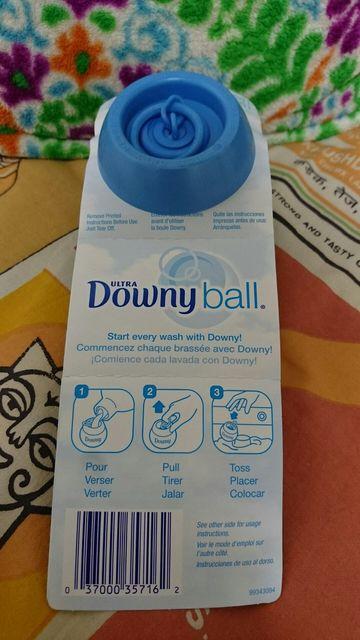 Remove Printed
Instructions Before Use.
Just Tear Off.
avant d'utiliser
la boule Downy.
Quite las instrucciones
impresas antes de usar.
Arránquelas.
STRONG AND TASTY
ULTRA
Downy ball.
Start every wash with Downy!
Commencez chaque brassée avec Downy!
¡Comience cada lavada con Downy!
1 2 3
Downy
Downy
Pour Pull Toss
Verser Tirer Placer
Verter Jalar Colocar
See other side for usage
instructions.
Voir le mode d'emploi sur
l'autre côté.
Instrucciones de uso al dorso.
0 37000 35716 2
99343094